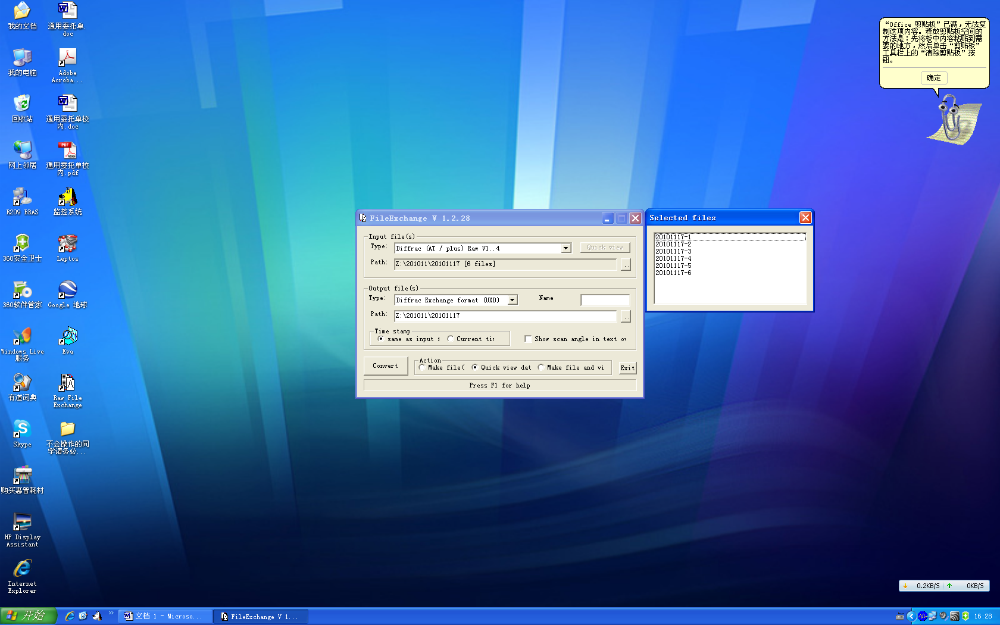 我的文档
通用委托单.
doc
我的电脑
Adobe
Acroba...
回收站
通用委托单校
内.doc
网上邻居
通用委托单校
内.pdf
R209 BRAS
监控系统
360安全卫士
Leptos
360软件管家
Google 地球
Windows Live
服务
Eva
有道词典
Raw File
Exchange
Skype
不会操作的同
学请务必...
购买惠普耗材
HP Display
Assistant
Internet
Explorer
“Office 剪贴板”已满，无法复
制这项内容。释放剪贴板空间的
方法是：先将板中内容粘贴到需
要的地方，然后单击“剪贴板”
工具栏上的“清除剪贴板”按
钮。
确定
FileExchange V 1.2.28
Input file(s)
Type: Diffrac (AT / plus) Raw V1..4 Quick view
Path: Z:\201011\20101117 [6 files] ..
Output file(s)
Type: Diffrac Exchange format (UXD) Name
Path: Z:\201011\20101117 ..
Time stamp
same as input f Current tir Show scan angle in text ou
Convert
Action
Make file( Quick view dat Make file and vi
Exit
Press F1 for help
Selected files
20101117-1
20101117-2
20101117-3
20101117-4
20101117-5
20101117-6
0.2KB/S 0KB/S
开始
文档 1 - Microso...
FileExchange V 1...
16:28